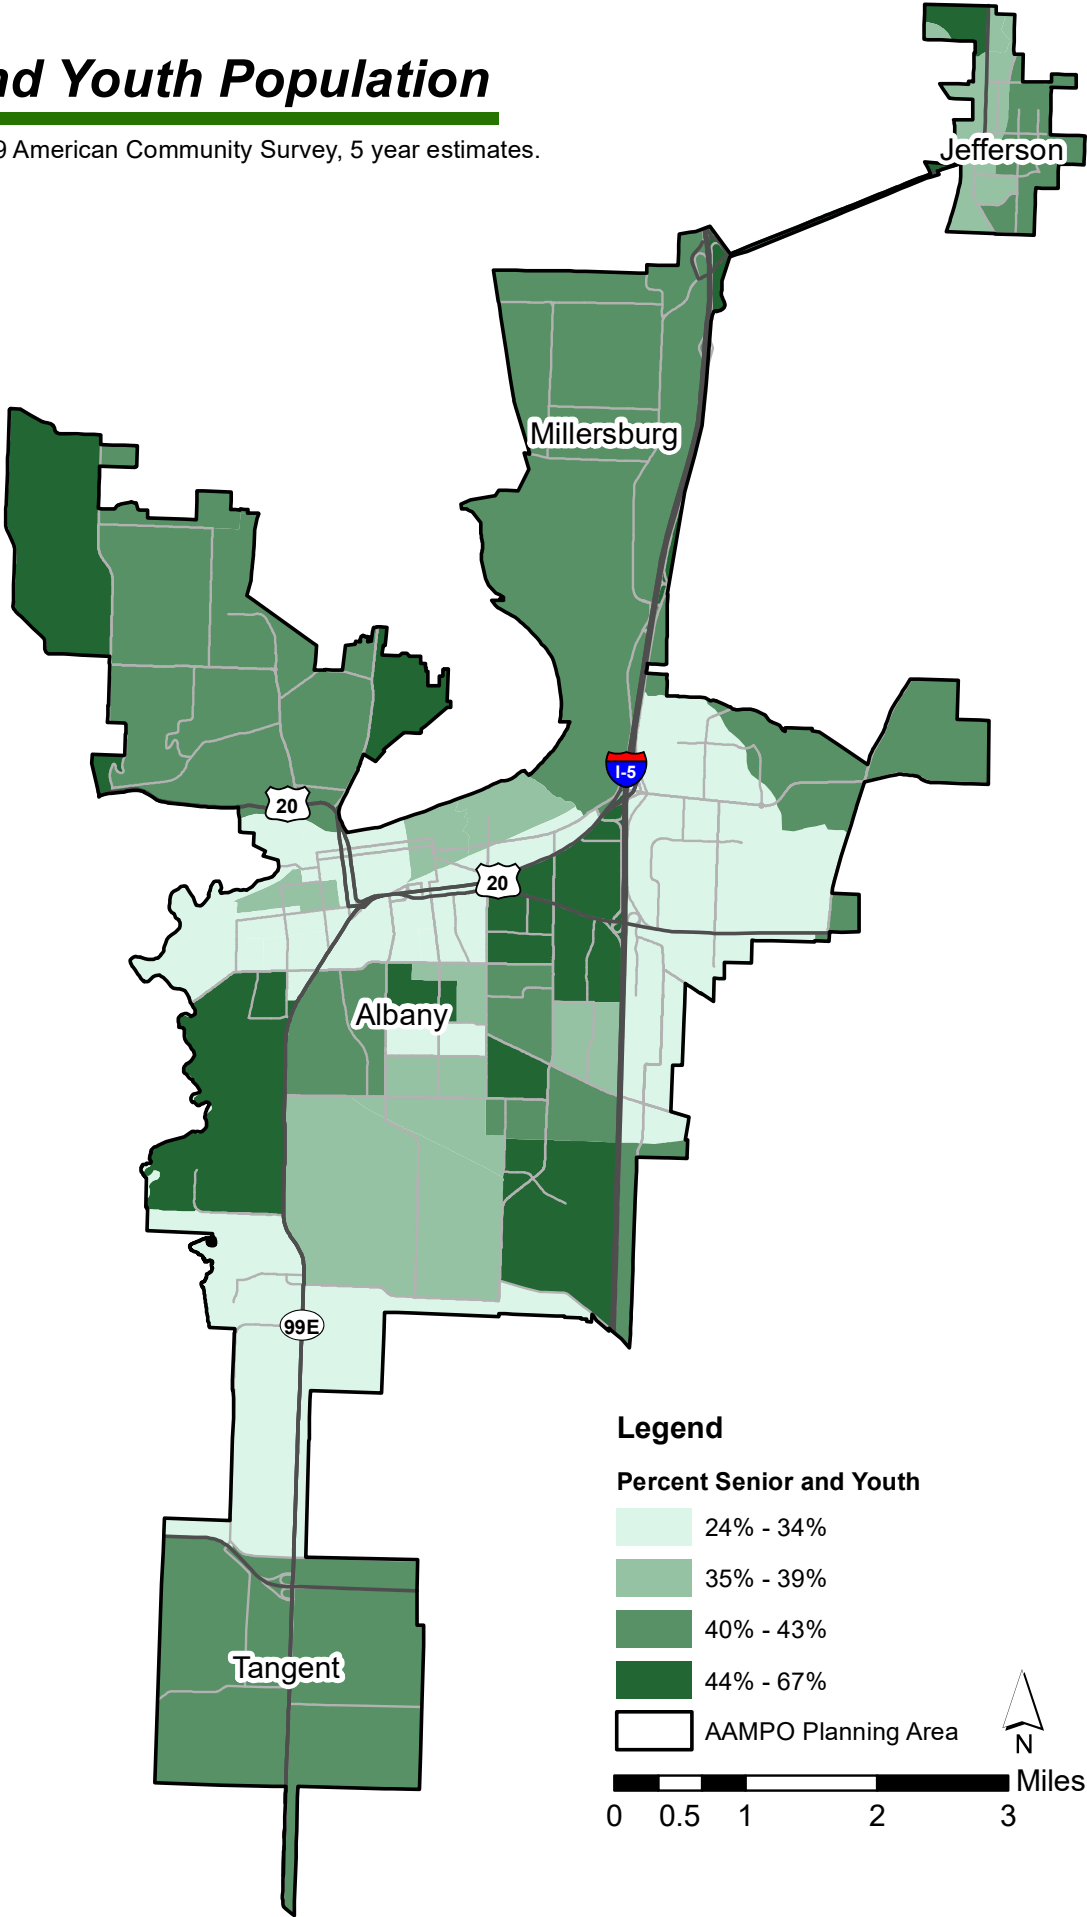 nd Youth Population
9 American Community Survey, 5 year estimates.
Jefferson
Millersburg
I-5
20
20
Albany
99E
Tangent
Legend
Percent Senior and Youth
24% - 34%
35% - 39%
40% - 43%
44% - 67%
AAMPO Planning Area
N
Miles
0 0.5 1 2 3